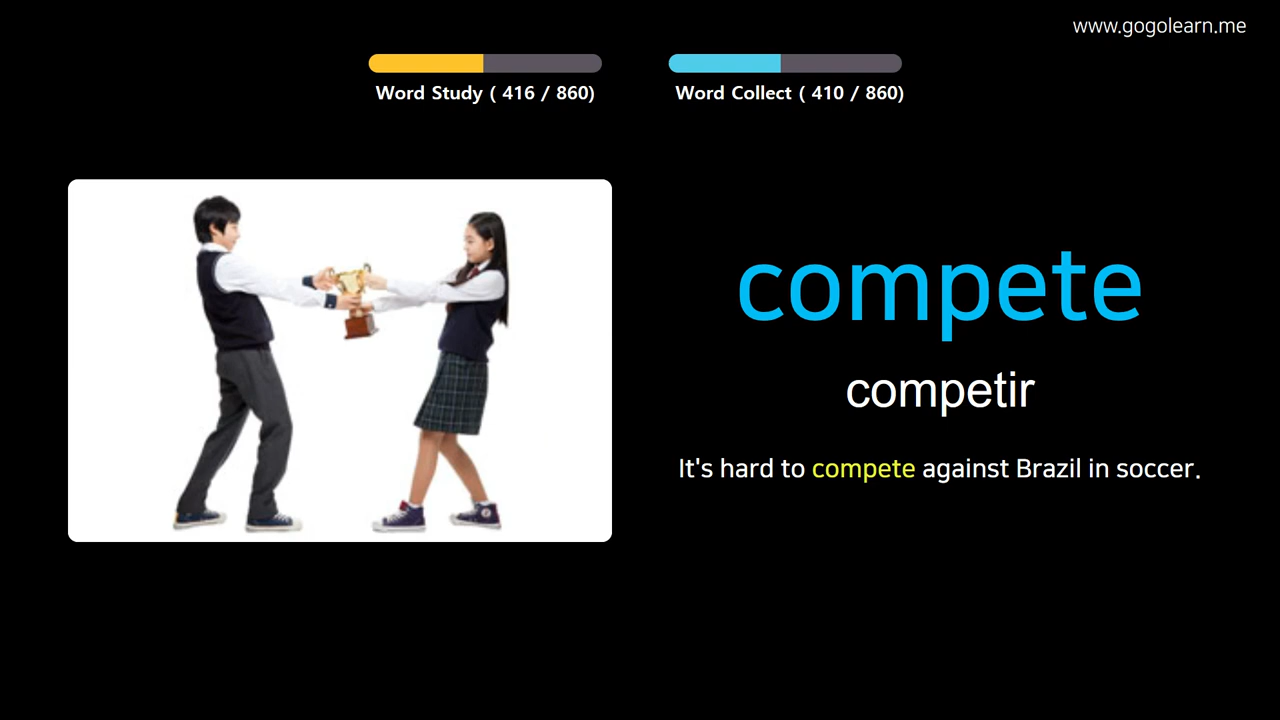 www.gogolearn.me
Word Study ( 416 / 860)
Word Collect ( 410 / 860)
compete
competir
It's hard to compete against Brazil in soccer.